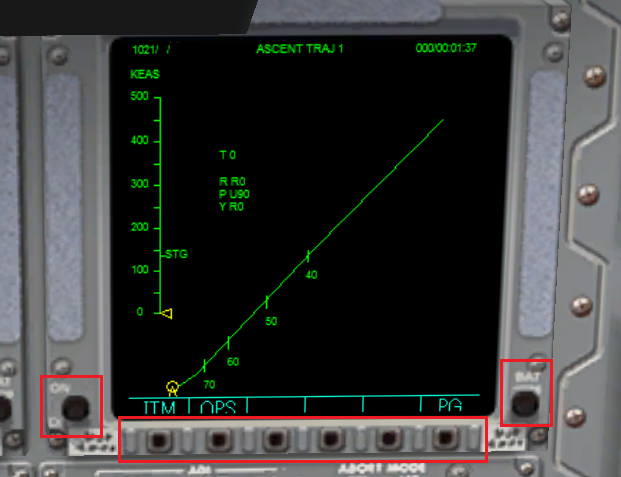 1021/ /
ASCENT TRAJ 1
000/00:01:37
KEAS
500
400
300
200
100
0
STG
T 0
R R0
P U90
Y R0
40
50
60
70
ITM
OPS
PG
ON
BAT
ABORT MODE